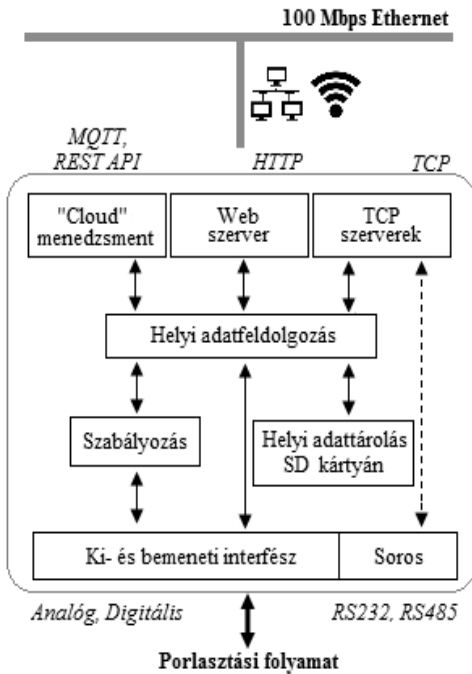 100 Mbps Ethernet
MQTT,
REST API
HTTP
TCP
"Cloud"
menedzsment
Web
szerver
TCP
szerverek
Helyi adatfeldolgozás
Szabályozás
Helyi adattárolás
SD kártyán
Ki- és bemeneti interfész
Soros
Analóg, Digitális
RS232, RS485
Porlasztási folyamat